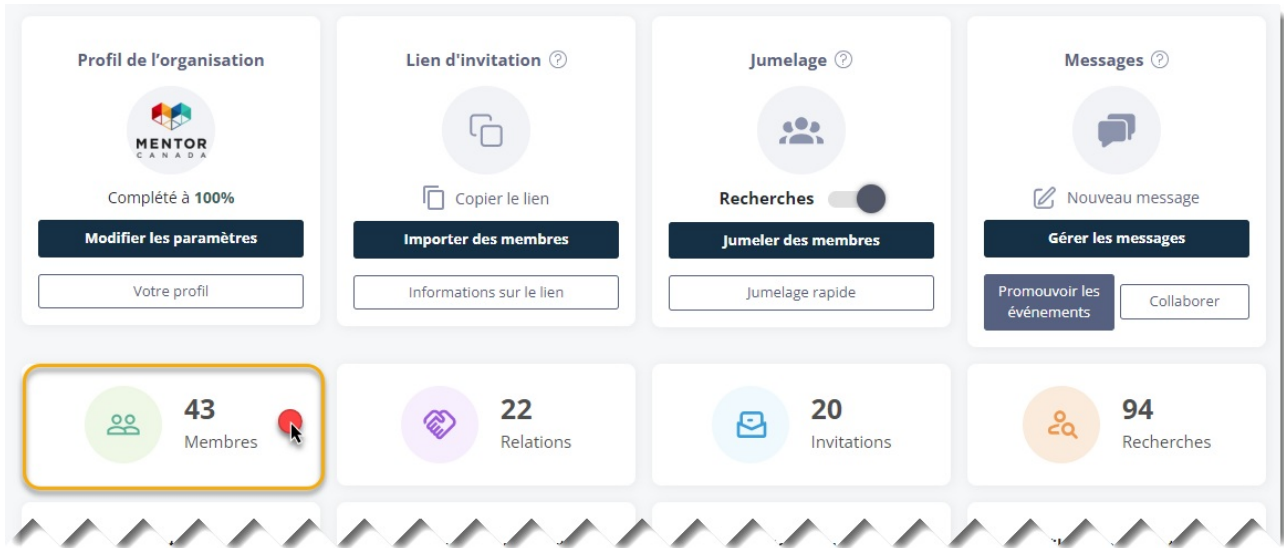 Profil de l’organisation
MENTOR
CANADA
Complété à 100%
Modifier les paramètres
Votre profil
Lien d'invitation ?
Copier le lien
Importer des membres
Informations sur le lien
Jumelage ?
Recherches
Jumeler des membres
Jumelage rapide
Messages ?
Nouveau message
Gérer les messages
Promouvoir les
événements
Collaborer
43
Membres
22
Relations
20
Invitations
94
Recherches